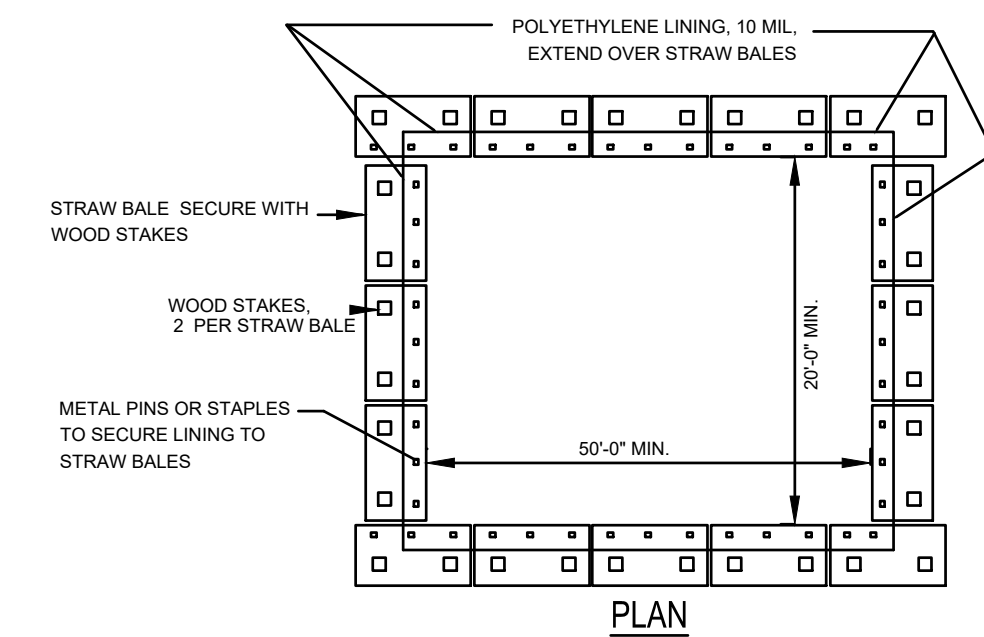 POLYETHYLENE LINING, 10 MIL,
EXTEND OVER STRAW BALES
STRAW BALE SECURE WITH
WOOD STAKES
WOOD STAKES,
2 PER STRAW BALE
METAL PINS OR STAPLES
TO SECURE LINING TO
STRAW BALES
20'-0" MIN.
50'-0" MIN.
PLAN